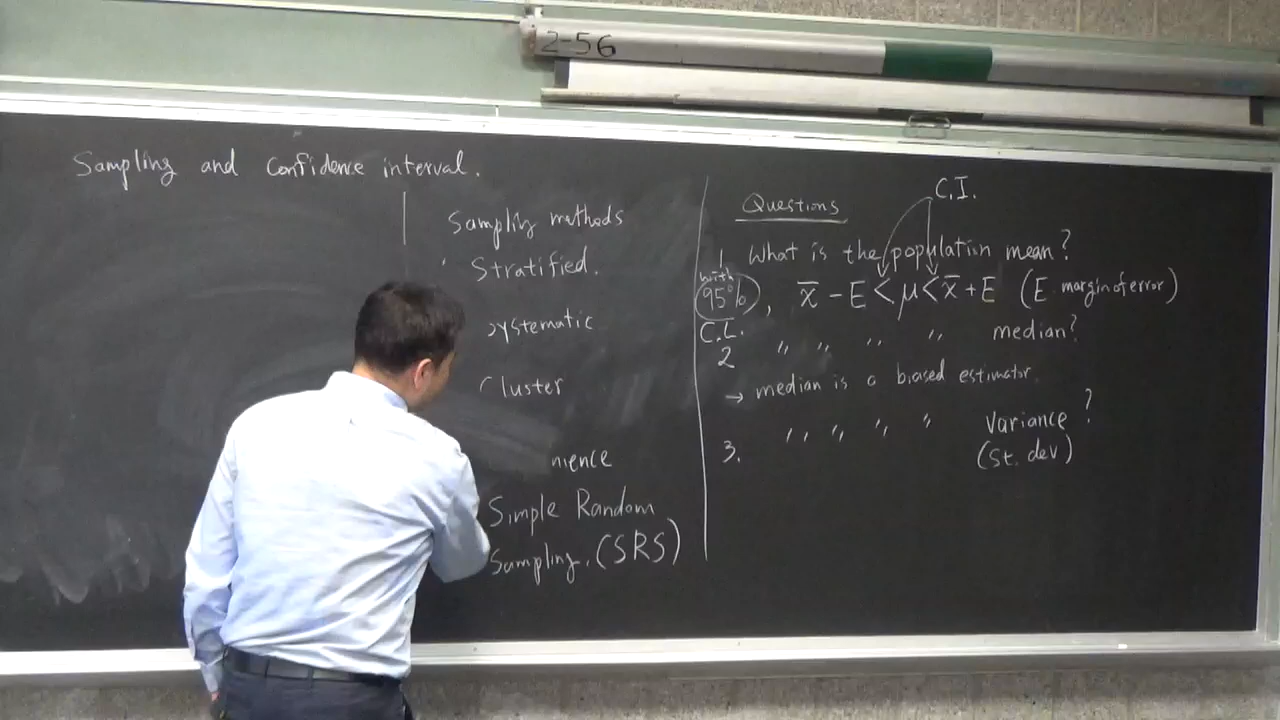 2-56
Sampling and Confidence interval.
Sampling methods
Stratified.
ystematic
Cluster
nience
Simple Random
Sampling. (SRS)
Questions
C.I.
1 What is the population mean?
with
95%, x̄ - E < μ < x̄ + E (E margin of error)
C.L.
2 " " " " median?
→ median is a biased estimator.
3. " " " " Variance?
(St. dev)